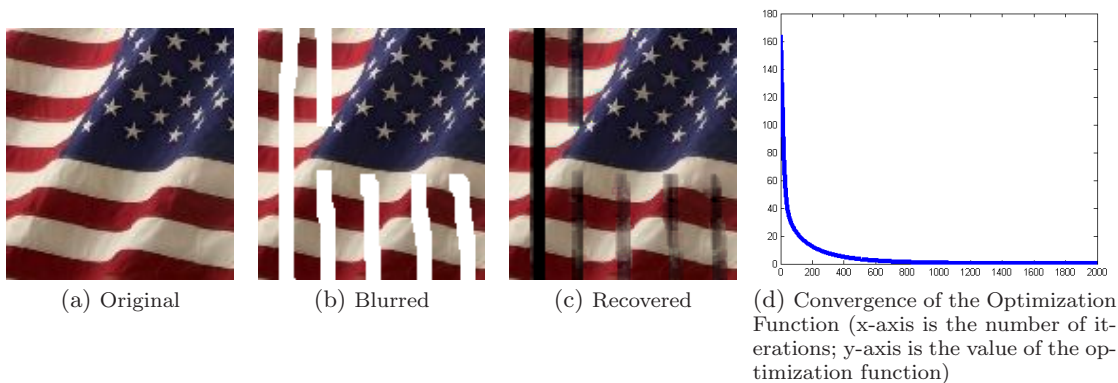 180
160
140
120
100
80
60
40
20
0
0 200 400 600 800 1000 1200 1400 1600 1800 2000
(a) Original
(b) Blurred
(c) Recovered
(d) Convergence of the Optimization
Function (x-axis is the number of it-
erations; y-axis is the value of the op-
timization function)